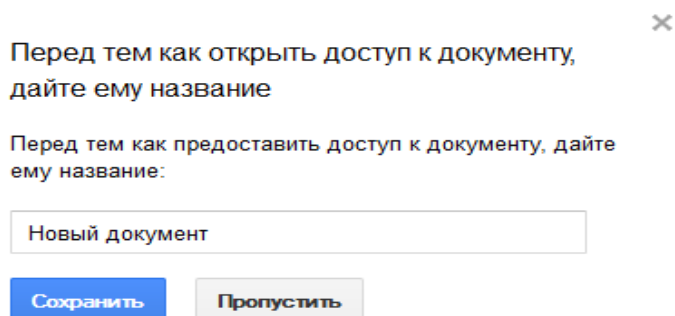 Перед тем как открыть доступ к документу,
дайте ему название
Перед тем как предоставить доступ к документу, дайте
ему название:
Новый документ
Сохранить Пропустить